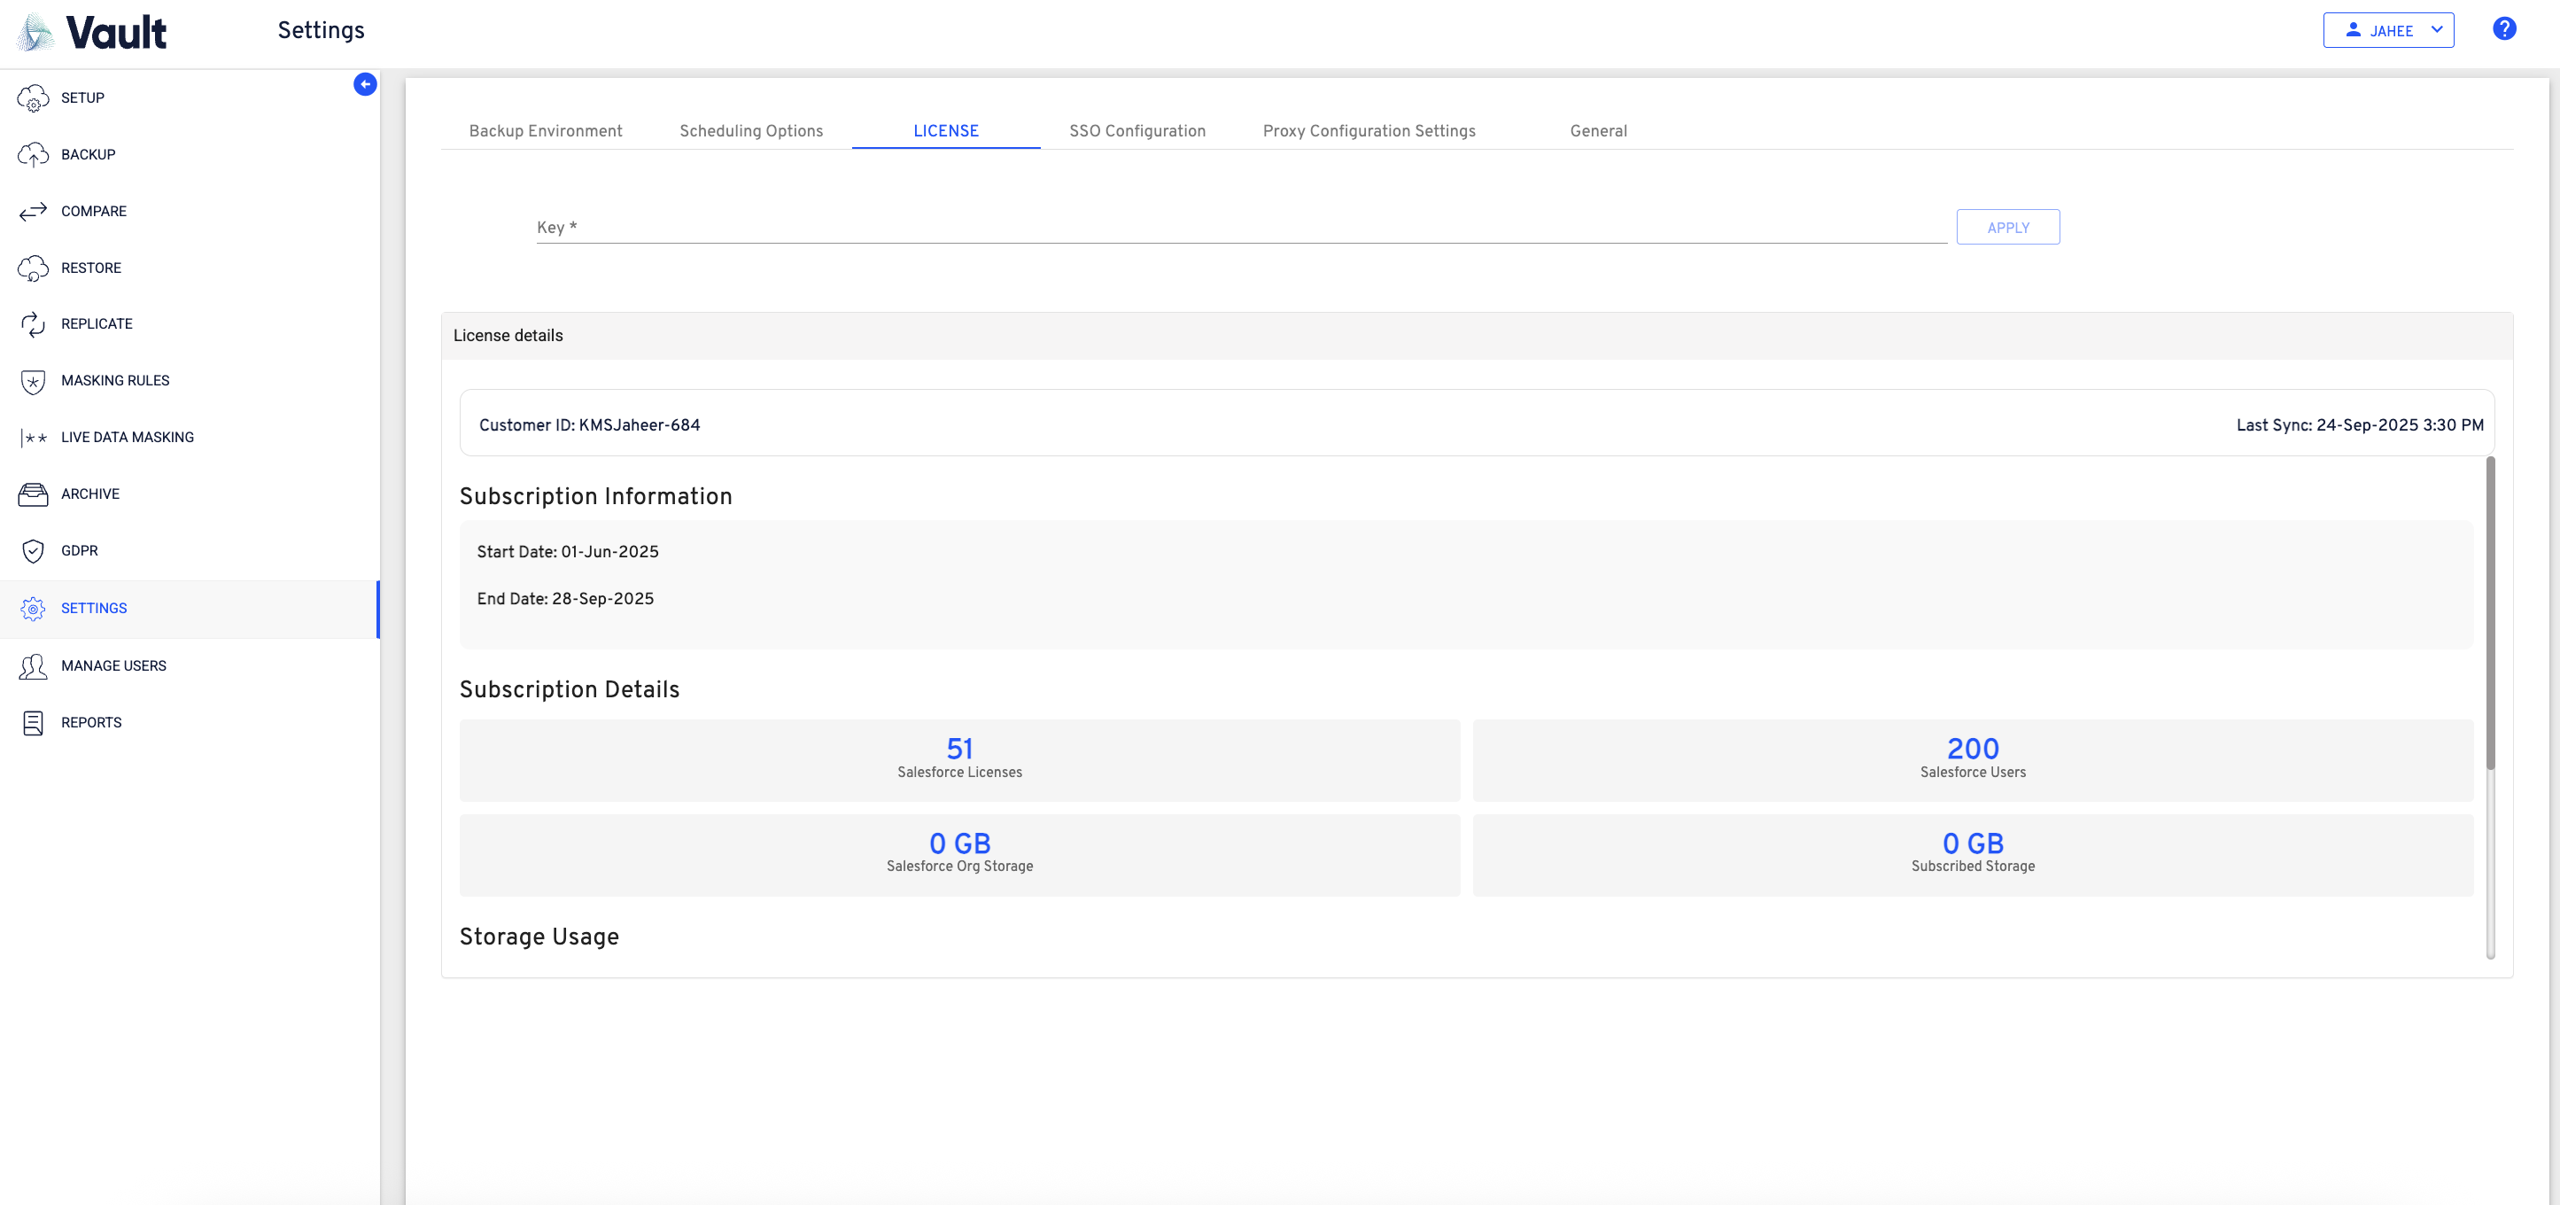 Vault
Settings
JAHEE
?
SETUP
BACKUP
COMPARE
RESTORE
REPLICATE
MASKING RULES
|** LIVE DATA MASKING
ARCHIVE
GDPR
SETTINGS
MANAGE USERS
REPORTS
Backup Environment Scheduling Options LICENSE SSO Configuration Proxy Configuration Settings General
Key *
APPLY
License details
Customer ID: KMSJaheer-684
Last Sync: 24-Sep-2025 3:30 PM
Subscription Information
Start Date: 01-Jun-2025
End Date: 28-Sep-2025
Subscription Details
51
Salesforce Licenses
200
Salesforce Users
0 GB
Salesforce Org Storage
0 GB
Subscribed Storage
Storage Usage